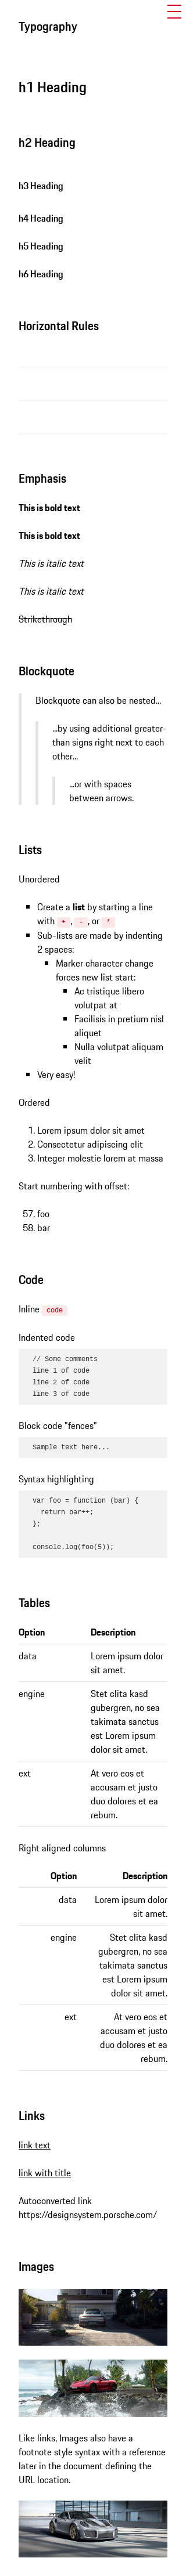 Typography
h1 Heading
h2 Heading
h3 Heading
h4 Heading
h5 Heading
h6 Heading
Horizontal Rules
Emphasis
This is bold text
This is bold text
This is italic text
This is italic text
Strikethrough
Blockquote
Blockquote can also be nested...
...by using additional greater-
than signs right next to each
other...
...or with spaces
between arrows.
Lists
Unordered
Create a list by starting a line
with +, -, or *
Sub-lists are made by indenting
2 spaces:
Marker character change
forces new list start:
Ac tristique libero
volutpat at
Facilisis in pretium nisl
aliquet
Nulla volutpat aliquam
velit
Very easy!
Ordered
1. Lorem ipsum dolor sit amet
2. Consectetur adipiscing elit
3. Integer molestie lorem at massa
Start numbering with offset:
57. foo
58. bar
Code
Inline code
Indented code
// Some comments
line 1 of code
line 2 of code
line 3 of code
Block code "fences"
Sample text here...
Syntax highlighting
var foo = function (bar) {
return bar++;
};
console.log(foo(5));
Tables
Option Description
data Lorem ipsum dolor
sit amet.
engine Stet clita kasd
gubergren, no sea
takimata sanctus
est Lorem ipsum
dolor sit amet.
ext At vero eos et
accusam et justo
duo dolores et ea
rebum.
Right aligned columns
Option Description
data Lorem ipsum dolor
sit amet.
engine Stet clita kasd
gubergren, no sea
takimata sanctus
est Lorem ipsum
dolor sit amet.
ext At vero eos et
accusam et justo
duo dolores et ea
rebum.
Links
link text
link with title
Autoconverted link
https://designsystem.porsche.com/
Images
Like links, Images also have a
footnote style syntax with a reference
later in the document defining the
URL location.